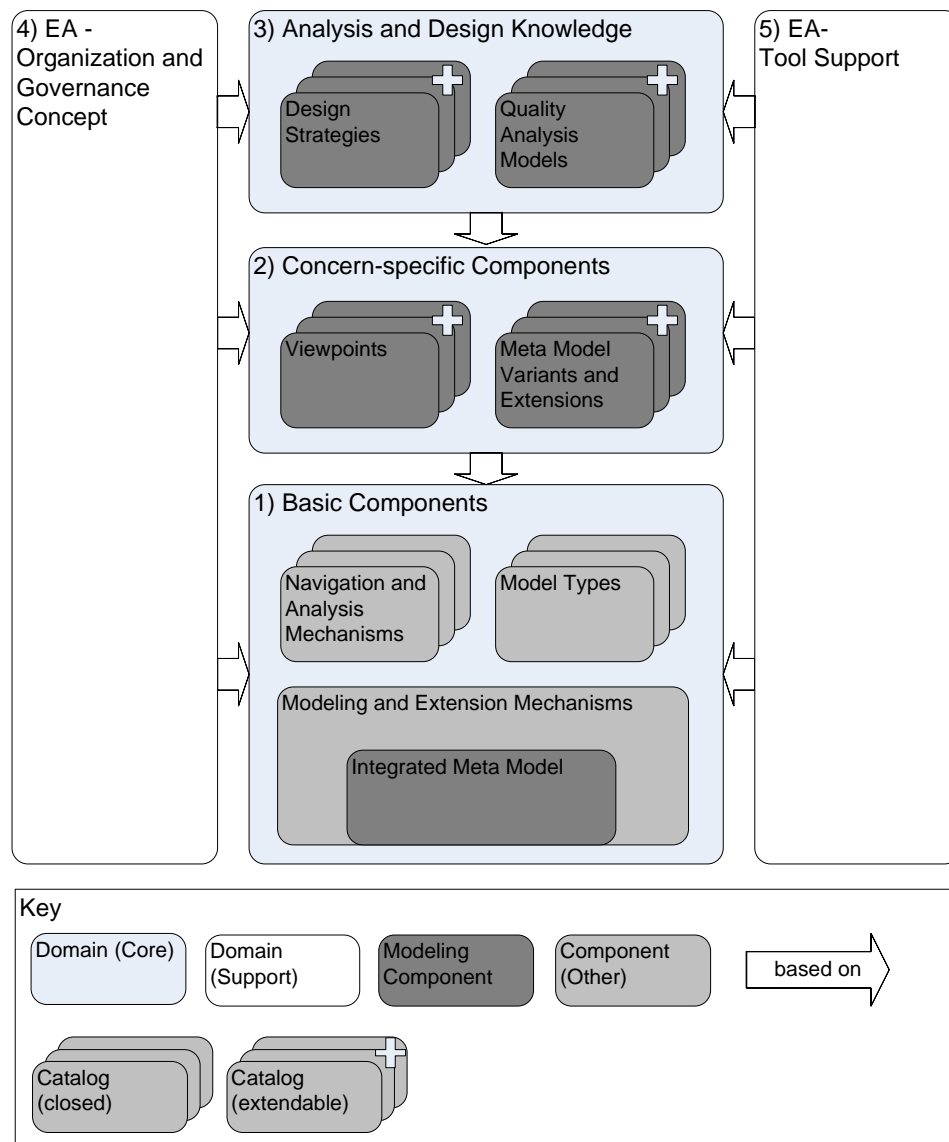 4) EA -
Organization and
Governance
Concept
3) Analysis and Design Knowledge
Design
Strategies
Quality
Analysis
Models
5) EA-
Tool Support
2) Concern-specific Components
Viewpoints
Meta Model
Variants and
Extensions
1) Basic Components
Navigation and
Analysis
Mechanisms
Model Types
Modeling and Extension Mechanisms
Integrated Meta Model
Key
Domain (Core)
Domain
(Support)
Modeling
Component
Component
(Other)
based on
Catalog
(closed)
Catalog
(extendable)